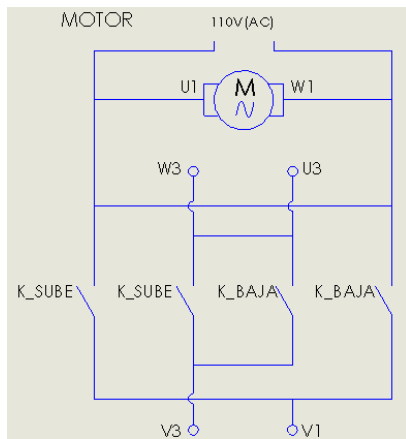 MOTOR 110V(AC)
U1 M W1
W3 U3
K_SUBE K_SUBE K_BAJA K_BAJA
V3 V1